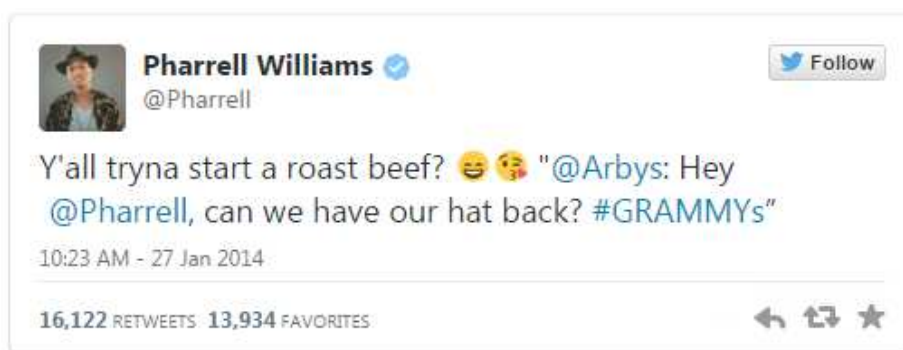 Pharrell Williams
Follow
@Pharrell
Y'all tryna start a roast beef? 😄😘 "@Arbys: Hey
@Pharrell, can we have our hat back? #GRAMMYs”
10:23 AM - 27 Jan 2014
16,122 RETWEETS 13,934 FAVORITES